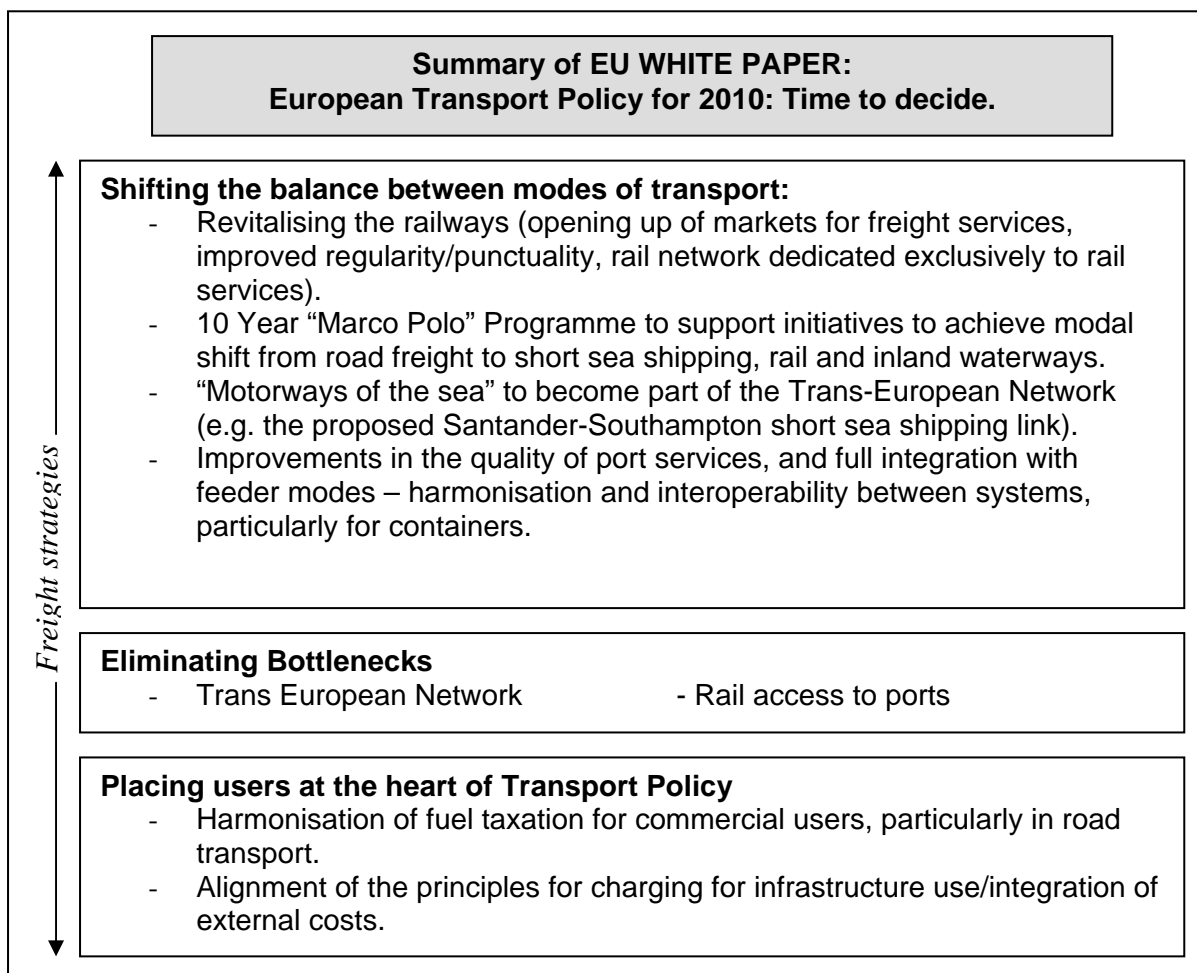 Summary of EU WHITE PAPER:
European Transport Policy for 2010: Time to decide.
Freight strategies
Shifting the balance between modes of transport:
- Revitalising the railways (opening up of markets for freight services,
improved regularity/punctuality, rail network dedicated exclusively to rail
services).
- 10 Year “Marco Polo” Programme to support initiatives to achieve modal
shift from road freight to short sea shipping, rail and inland waterways.
- “Motorways of the sea” to become part of the Trans-European Network
(e.g. the proposed Santander-Southampton short sea shipping link).
- Improvements in the quality of port services, and full integration with
feeder modes – harmonisation and interoperability between systems,
particularly for containers.
Eliminating Bottlenecks
- Trans European Network - Rail access to ports
Placing users at the heart of Transport Policy
- Harmonisation of fuel taxation for commercial users, particularly in road
transport.
- Alignment of the principles for charging for infrastructure use/integration of
external costs.